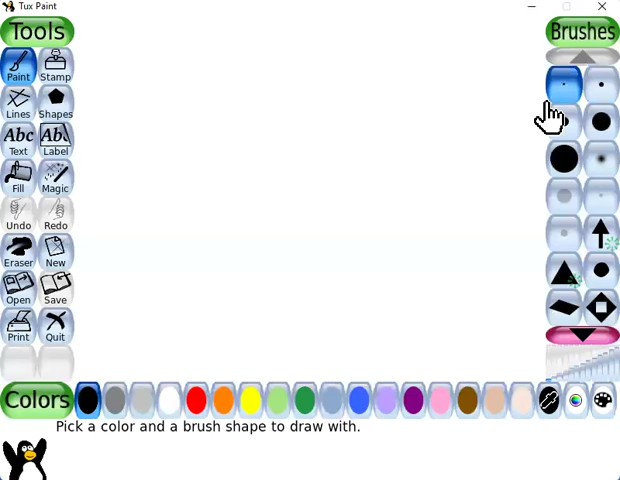 Tux Paint
Tools
Brushes
Paint
Stamp
Lines
Shapes
Abc
Text
Abc
Label
Fill
Magic
Undo
Redo
Eraser
New
Open
Save
Print
Quit
Colors
Pick a color and a brush shape to draw with.